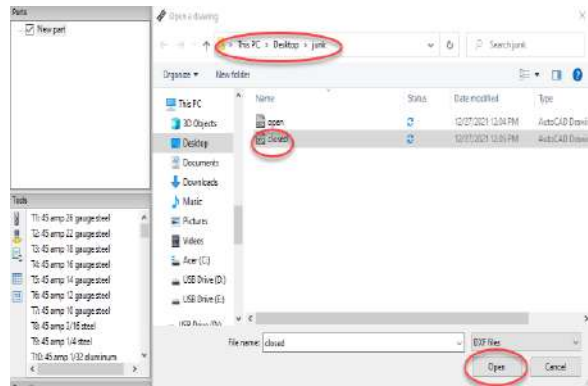 Parts
New part
Open a drawing
This PC > Desktop > junk
Search junk
Organize
New folder
This PC
3D Objects
Desktop
Documents
Downloads
Music
Pictures
Videos
Acer (C:)
USB Drive (D:)
USB Drive (E:)
Name
Status
Date modified
Type
open
12/27/2021 12:04 PM
AutoCAD Drawi
closed
12/27/2021 12:05 PM
AutoCAD Drawi
Tools
T1: 45 amp 26 gauge steel
T2: 45 amp 22 gauge steel
T3: 45 amp 18 gauge steel
T4: 45 amp 16 gauge steel
T5: 45 amp 14 gauge steel
T6: 45 amp 12 gauge steel
T7: 45 amp 10 gauge steel
T8: 45 amp 3/16 steel
T9: 45 amp 1/4 steel
T10: 45 amp 1/32 aluminum
File name:
closed
DXF files
Open
Cancel